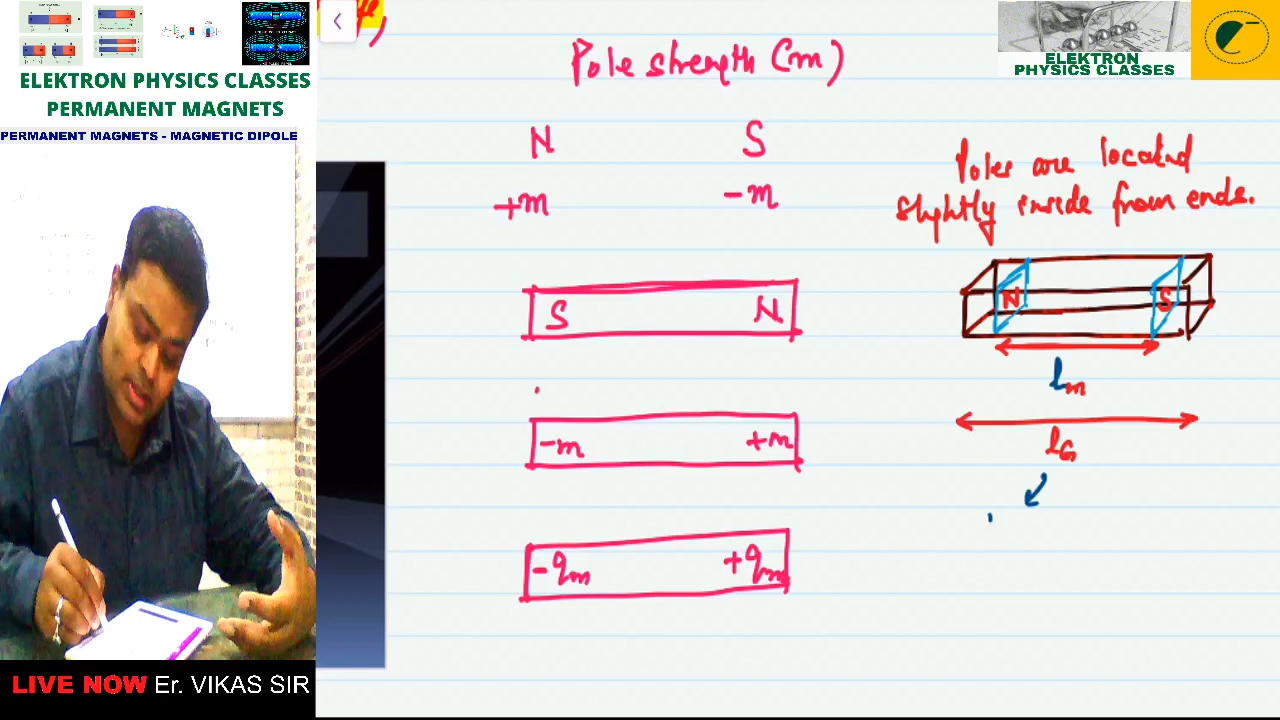 ELEKTRON PHYSICS CLASSES
PERMANENT MAGNETS
PERMANENT MAGNETS - MAGNETIC DIPOLE
LIVE NOW Er. VIKAS SIR
Pole strength (m)
N S
+m -m
S N
-m +m
-qm +qm
ELEKTRON
PHYSICS CLASSES
Poles are located
slightly inside from ends.
N S
lm
lG